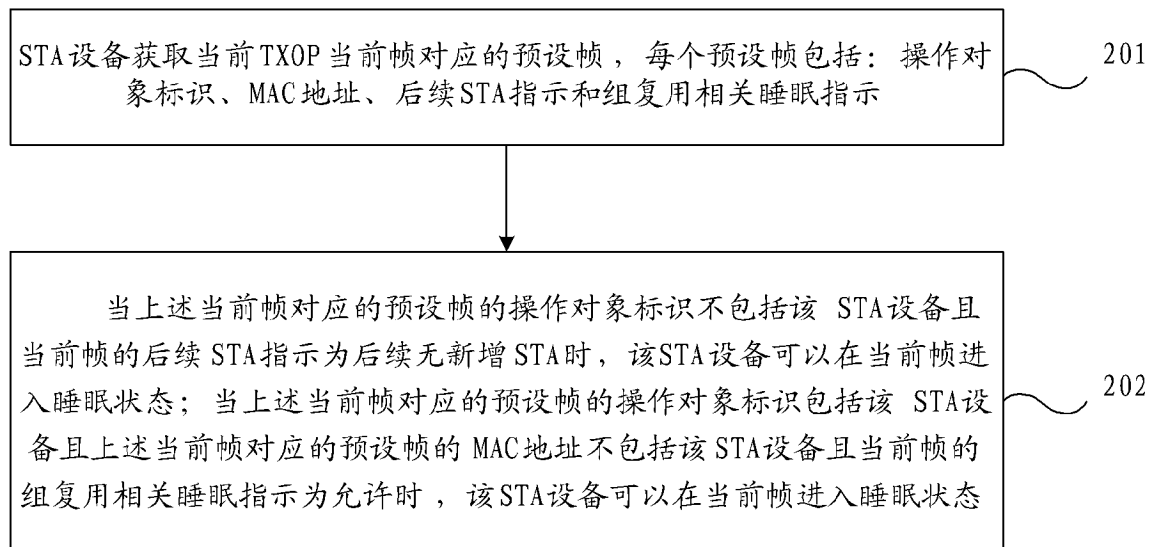 STA设备获取当前TXOP当前帧对应的预设帧，每个预设帧包括：操作对
象标识、MAC地址、后续STA指示和组复用相关睡眠指示
201
当上述当前帧对应的预设帧的操作对象标识不包括该 STA设备且
当前帧的后续STA指示为后续无新增STA时，该STA设备可以在当前帧进
入睡眠状态；当上述当前帧对应的预设帧的操作对象标识包括该 STA设
备且上述当前帧对应的预设帧的 MAC地址不包括该STA设备且当前帧的
组复用相关睡眠指示为允许时，该STA设备可以在当前帧进入睡眠状态
202